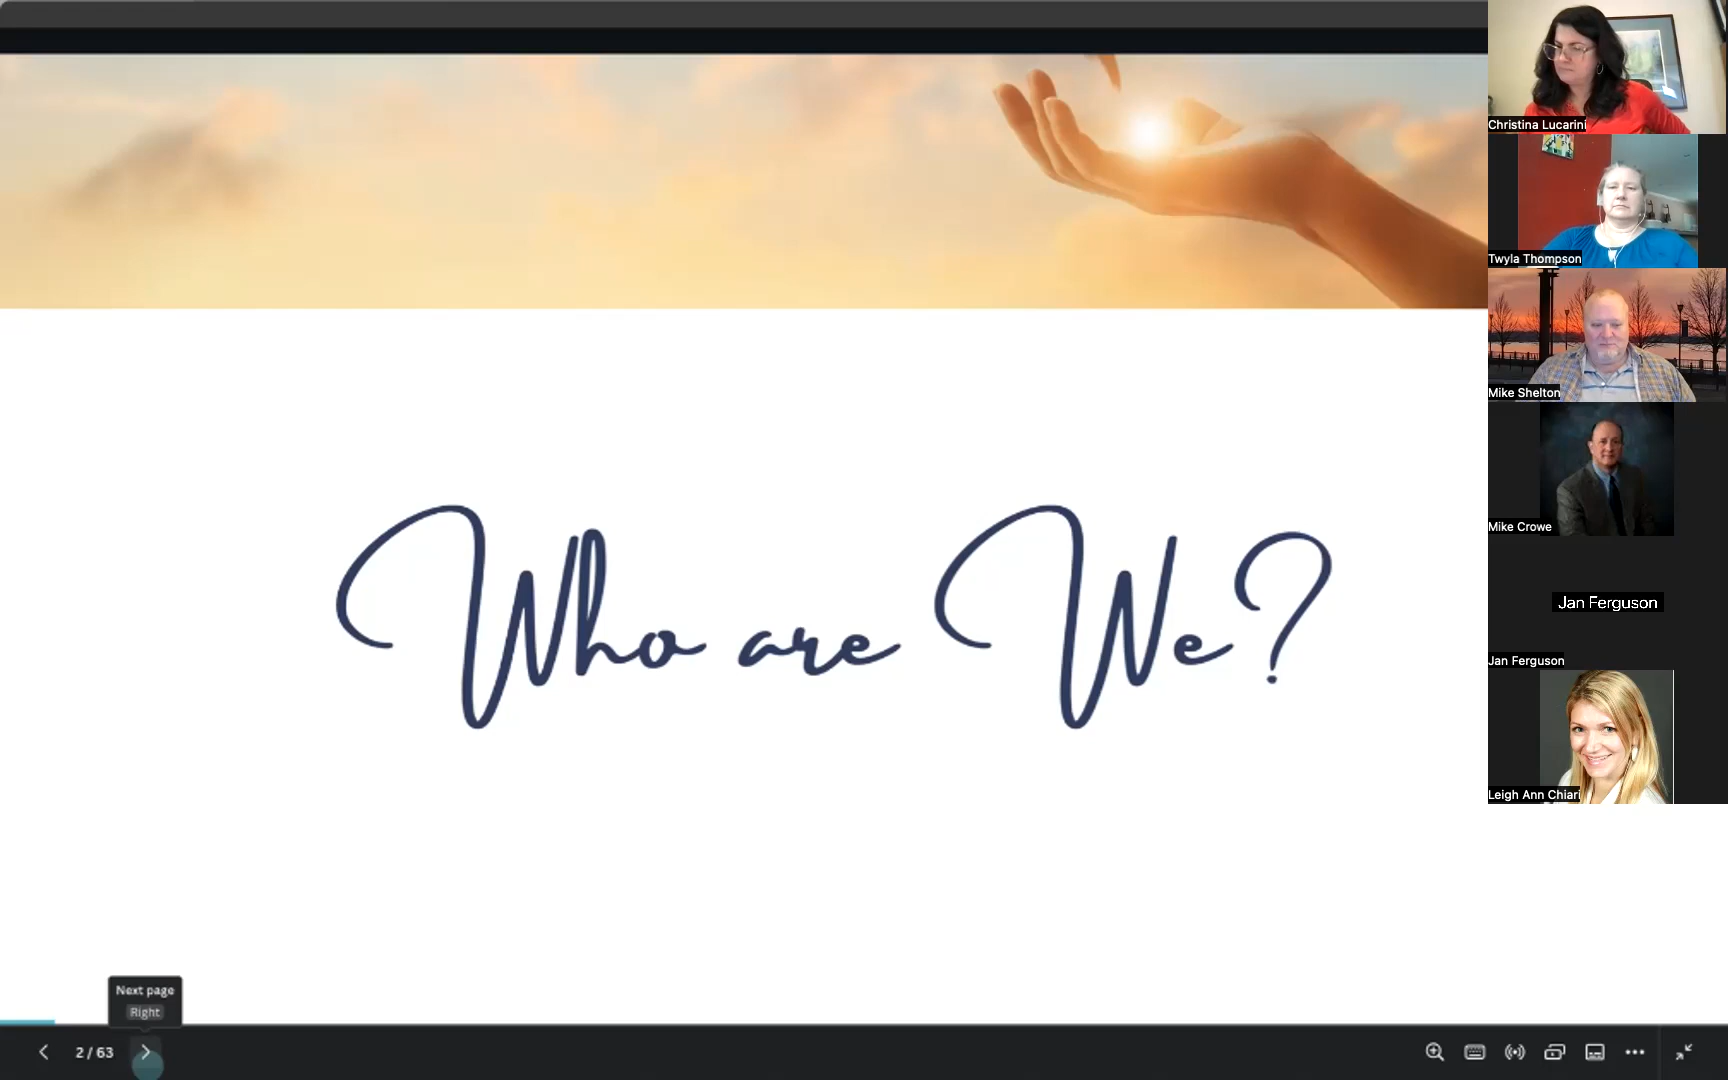 Who are We?
Christina Lucarini
Twyla Thompson
Mike Shelton
Mike Crowe
Jan Ferguson
Jan Ferguson
Leigh Ann Chiari
Next page
Right
2 / 63